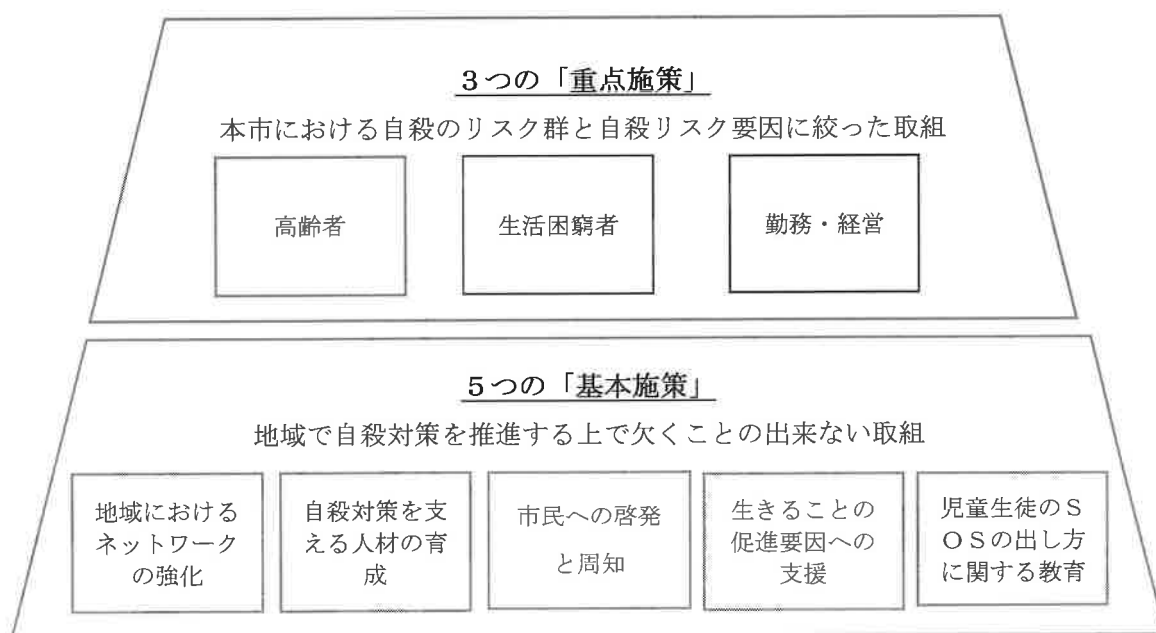 3つの「重点施策」
本市における自殺のリスク群と自殺リスク要因に絞った取組
高齢者
生活困窮者
勤務・経営
5つの「基本施策」
地域で自殺対策を推進する上で欠くことの出来ない取組
地域における
ネットワーク
の強化
自殺対策を支
える人材の育
成
市民への啓発
と周知
生きることの
促進要因への
支援
児童生徒のS
OSの出し方
に関する教育